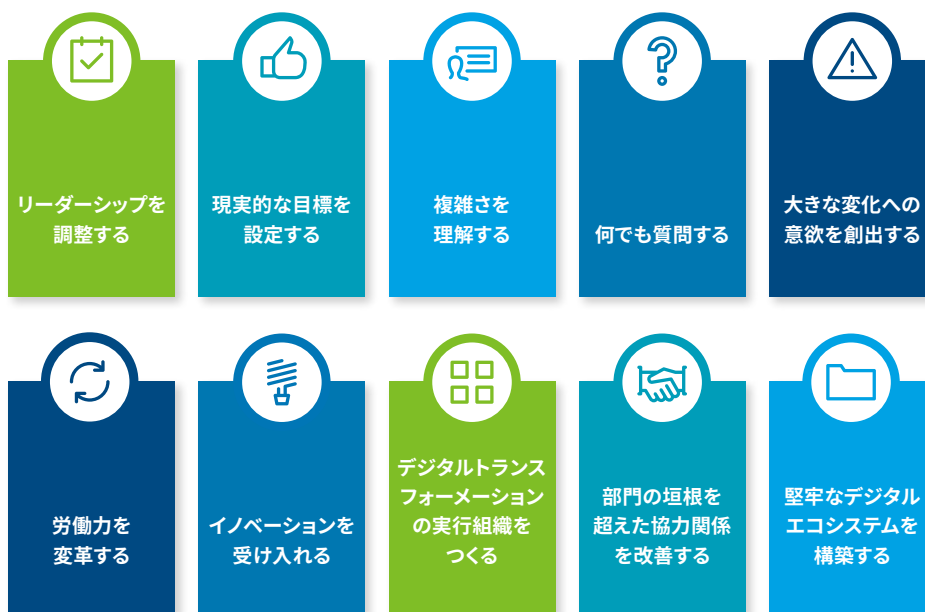 リーダーシップを
調整する
現実的な目標を
設定する
複雑さを
理解する
何でも質問する
大きな変化への
意欲を創出する
労働力を
変革する
イノベーションを
受け入れる
デジタルトランス
フォーメーション
の実行組織を
つくる
部門の垣根を
超えた協力関係
を改善する
堅牢なデジタル
エコシステムを
構築する